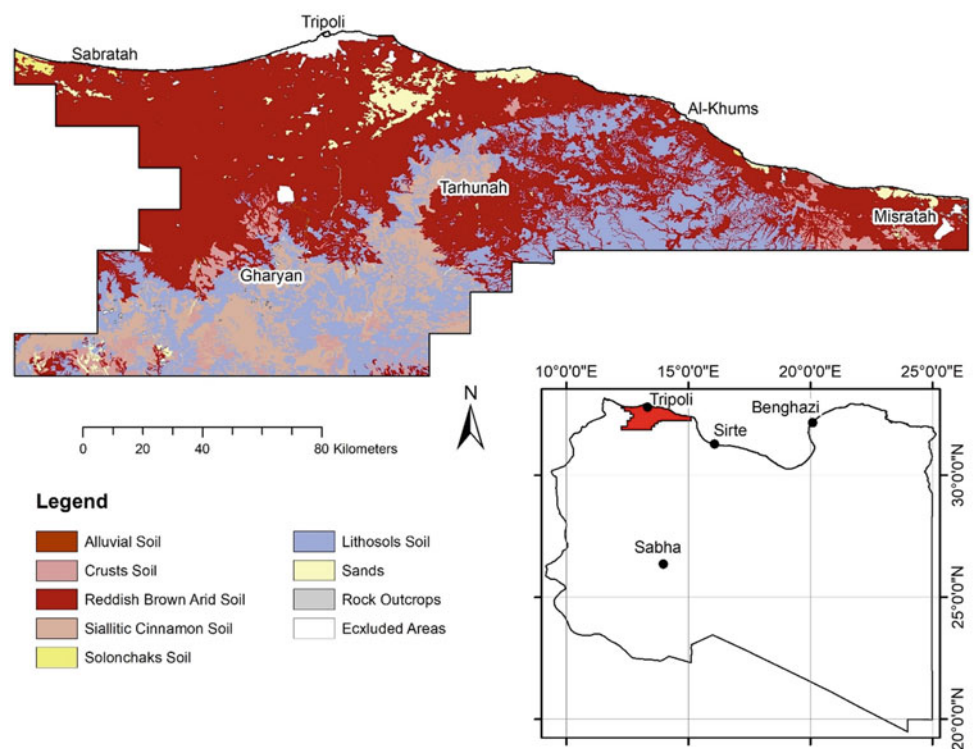 Tripoli
Sabratah
Al-Khums
Tarhunah
Misratah
Gharyan
N
0 20 40 80 Kilometers
10°0'0"E 15°0'0"E 20°0'0"E 25°0'0"E
Tripoli
Benghazi
Sirte
30°0'0"N
Sabha
25°0'0"N
20°0'0"N
Legend
Alluvial Soil
Crusts Soil
Reddish Brown Arid Soil
Siallitic Cinnamon Soil
Solonchaks Soil
Lithosols Soil
Sands
Rock Outcrops
Ecxluded Areas